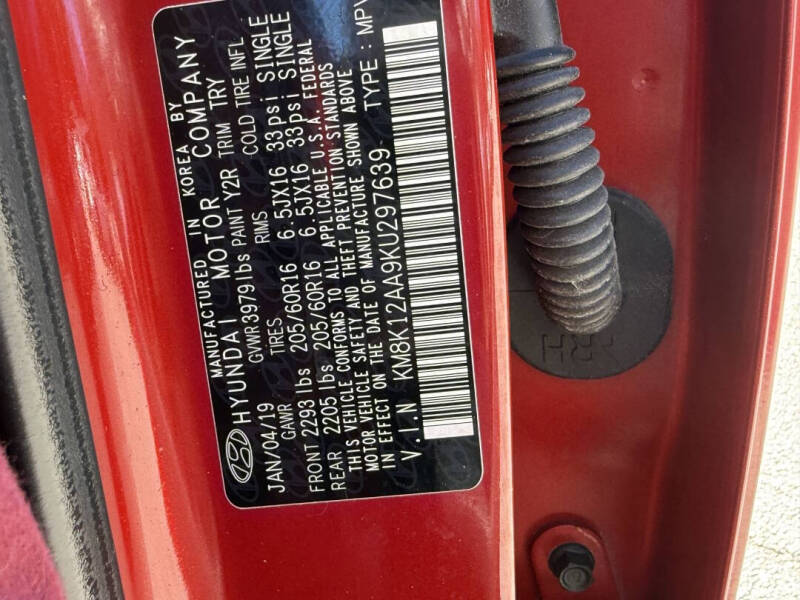 MANUFACTURED IN KOREA BY
HYUNDAI MOTOR COMPANY
JAN/04/19 GVWR 3979 lbs PAINT Y2R TRIM TRY
GAWR TIRES RIMS COLD TIRE INFL
FRONT 2293 lbs 205/60R16 6.5JX16 33psi SINGLE
REAR 2205 lbs 205/60R16 6.5JX16 33psi SINGLE
THIS VEHICLE CONFORMS TO ALL APPLICABLE U.S.A. FEDERAL
MOTOR VEHICLE SAFETY AND THEFT PREVENTION STANDARDS
IN EFFECT ON THE DATE OF MANUFACTURE SHOWN ABOVE
V.I.N KM8K12AA9KU297639 TYPE : MPV
RH